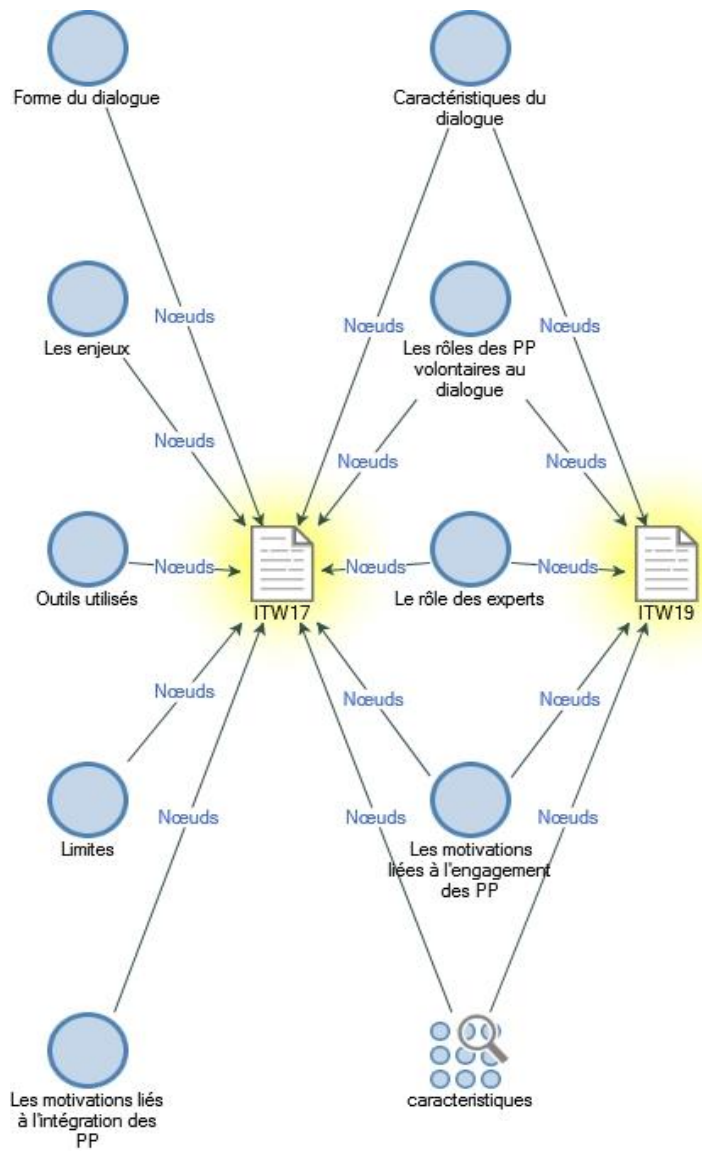 Forme du dialogue
Caractéristiques du
dialogue
Nœuds
Nœuds
Nœuds
Les enjeux
Les rôles des PP
volontaires au
dialogue
Nœuds
Nœuds
Nœuds
Outils utilisés
Nœuds
ITW17
Nœuds
Le rôle des experts
Nœuds
ITW19
Nœuds
Nœuds
Nœuds
Limites
Nœuds
Nœuds
Nœuds
Les motivations
liées à l'engagement
des PP
Les motivations liés
à l'intégration des
PP
caracteristiques